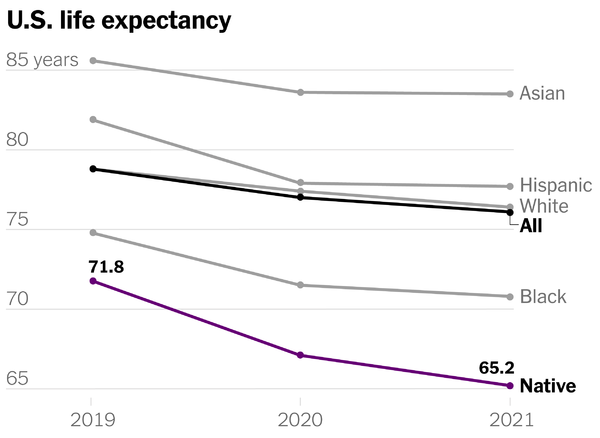 U.S. life expectancy
85 years
Asian
80
Hispanic
White
All
75
71.8
Black
70
65.2
65
Native
2019 2020 2021